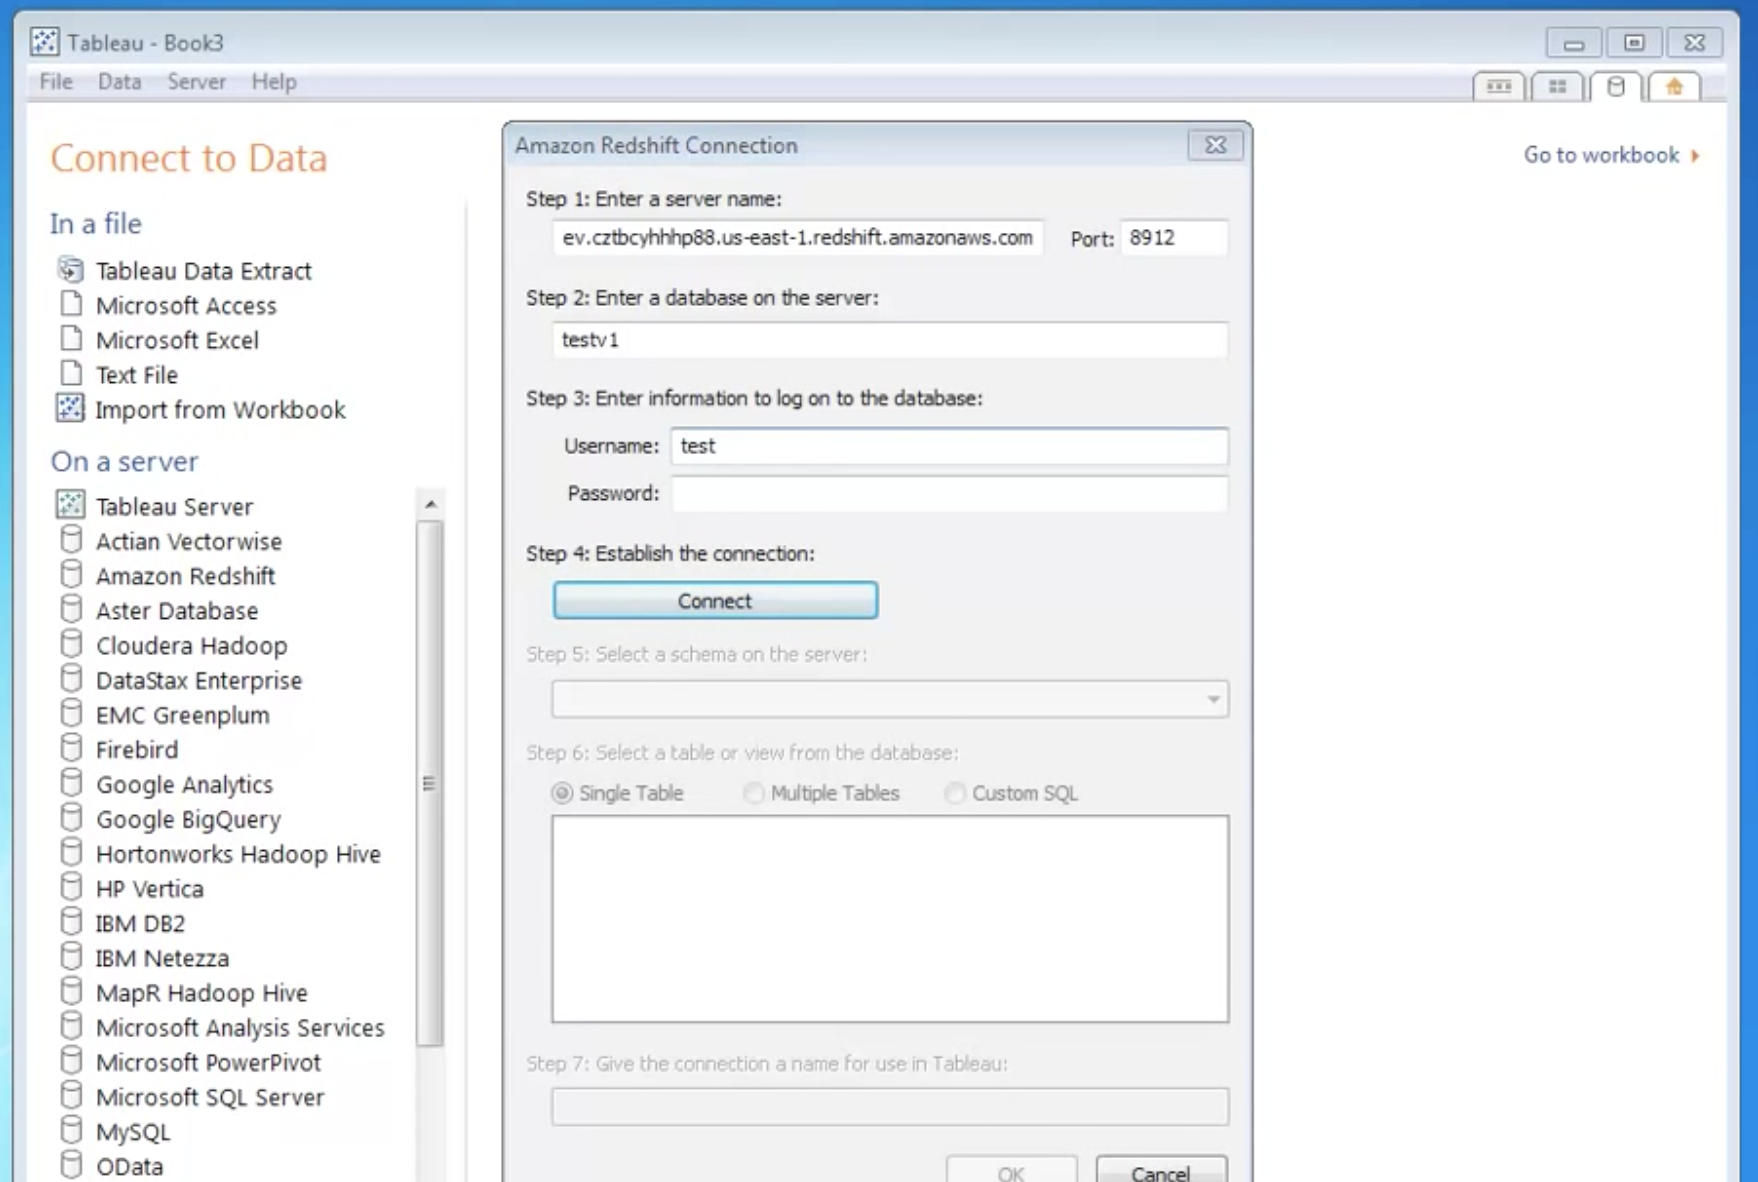 Tableau - Book3
File Data Server Help
Connect to Data
Go to workbook
In a file
Tableau Data Extract
Microsoft Access
Microsoft Excel
Text File
Import from Workbook
On a server
Tableau Server
Actian Vectorwise
Amazon Redshift
Aster Database
Cloudera Hadoop
DataStax Enterprise
EMC Greenplum
Firebird
Google Analytics
Google BigQuery
Hortonworks Hadoop Hive
HP Vertica
IBM DB2
IBM Netezza
MapR Hadoop Hive
Microsoft Analysis Services
Microsoft PowerPivot
Microsoft SQL Server
MySQL
OData
Amazon Redshift Connection
Step 1: Enter a server name:
ev.cztbcyhhhp88.us-east-1.redshift.amazonaws.com Port: 8912
Step 2: Enter a database on the server:
testv1
Step 3: Enter information to log on to the database:
Username: test
Password:
Step 4: Establish the connection:
Connect
Step 5: Select a schema on the server:
Step 6: Select a table or view from the database:
Single Table Multiple Tables Custom SQL
Step 7: Give the connection a name for use in Tableau:
OK Cancel